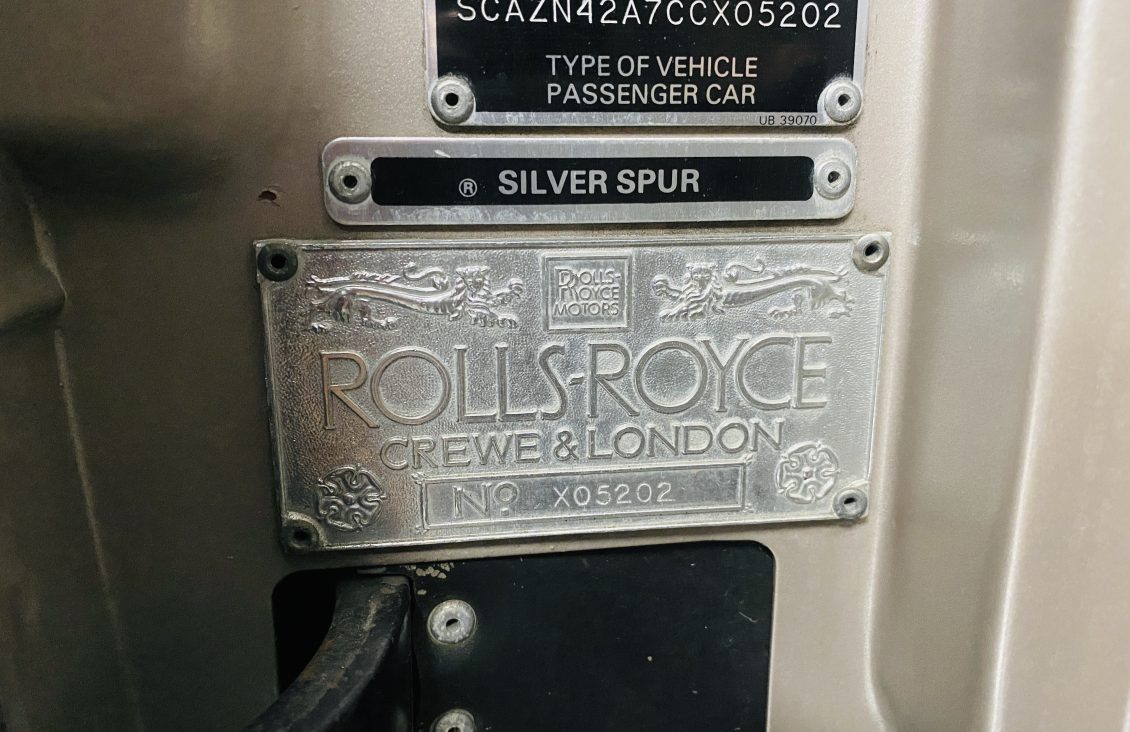 SCAZN42A7CCX05202
TYPE OF VEHICLE
PASSENGER CAR
UB 39070
® SILVER SPUR
ROLLS-
ROYCE
MOTORS
ROLLS-ROYCE
CREWE & LONDON
No X05202